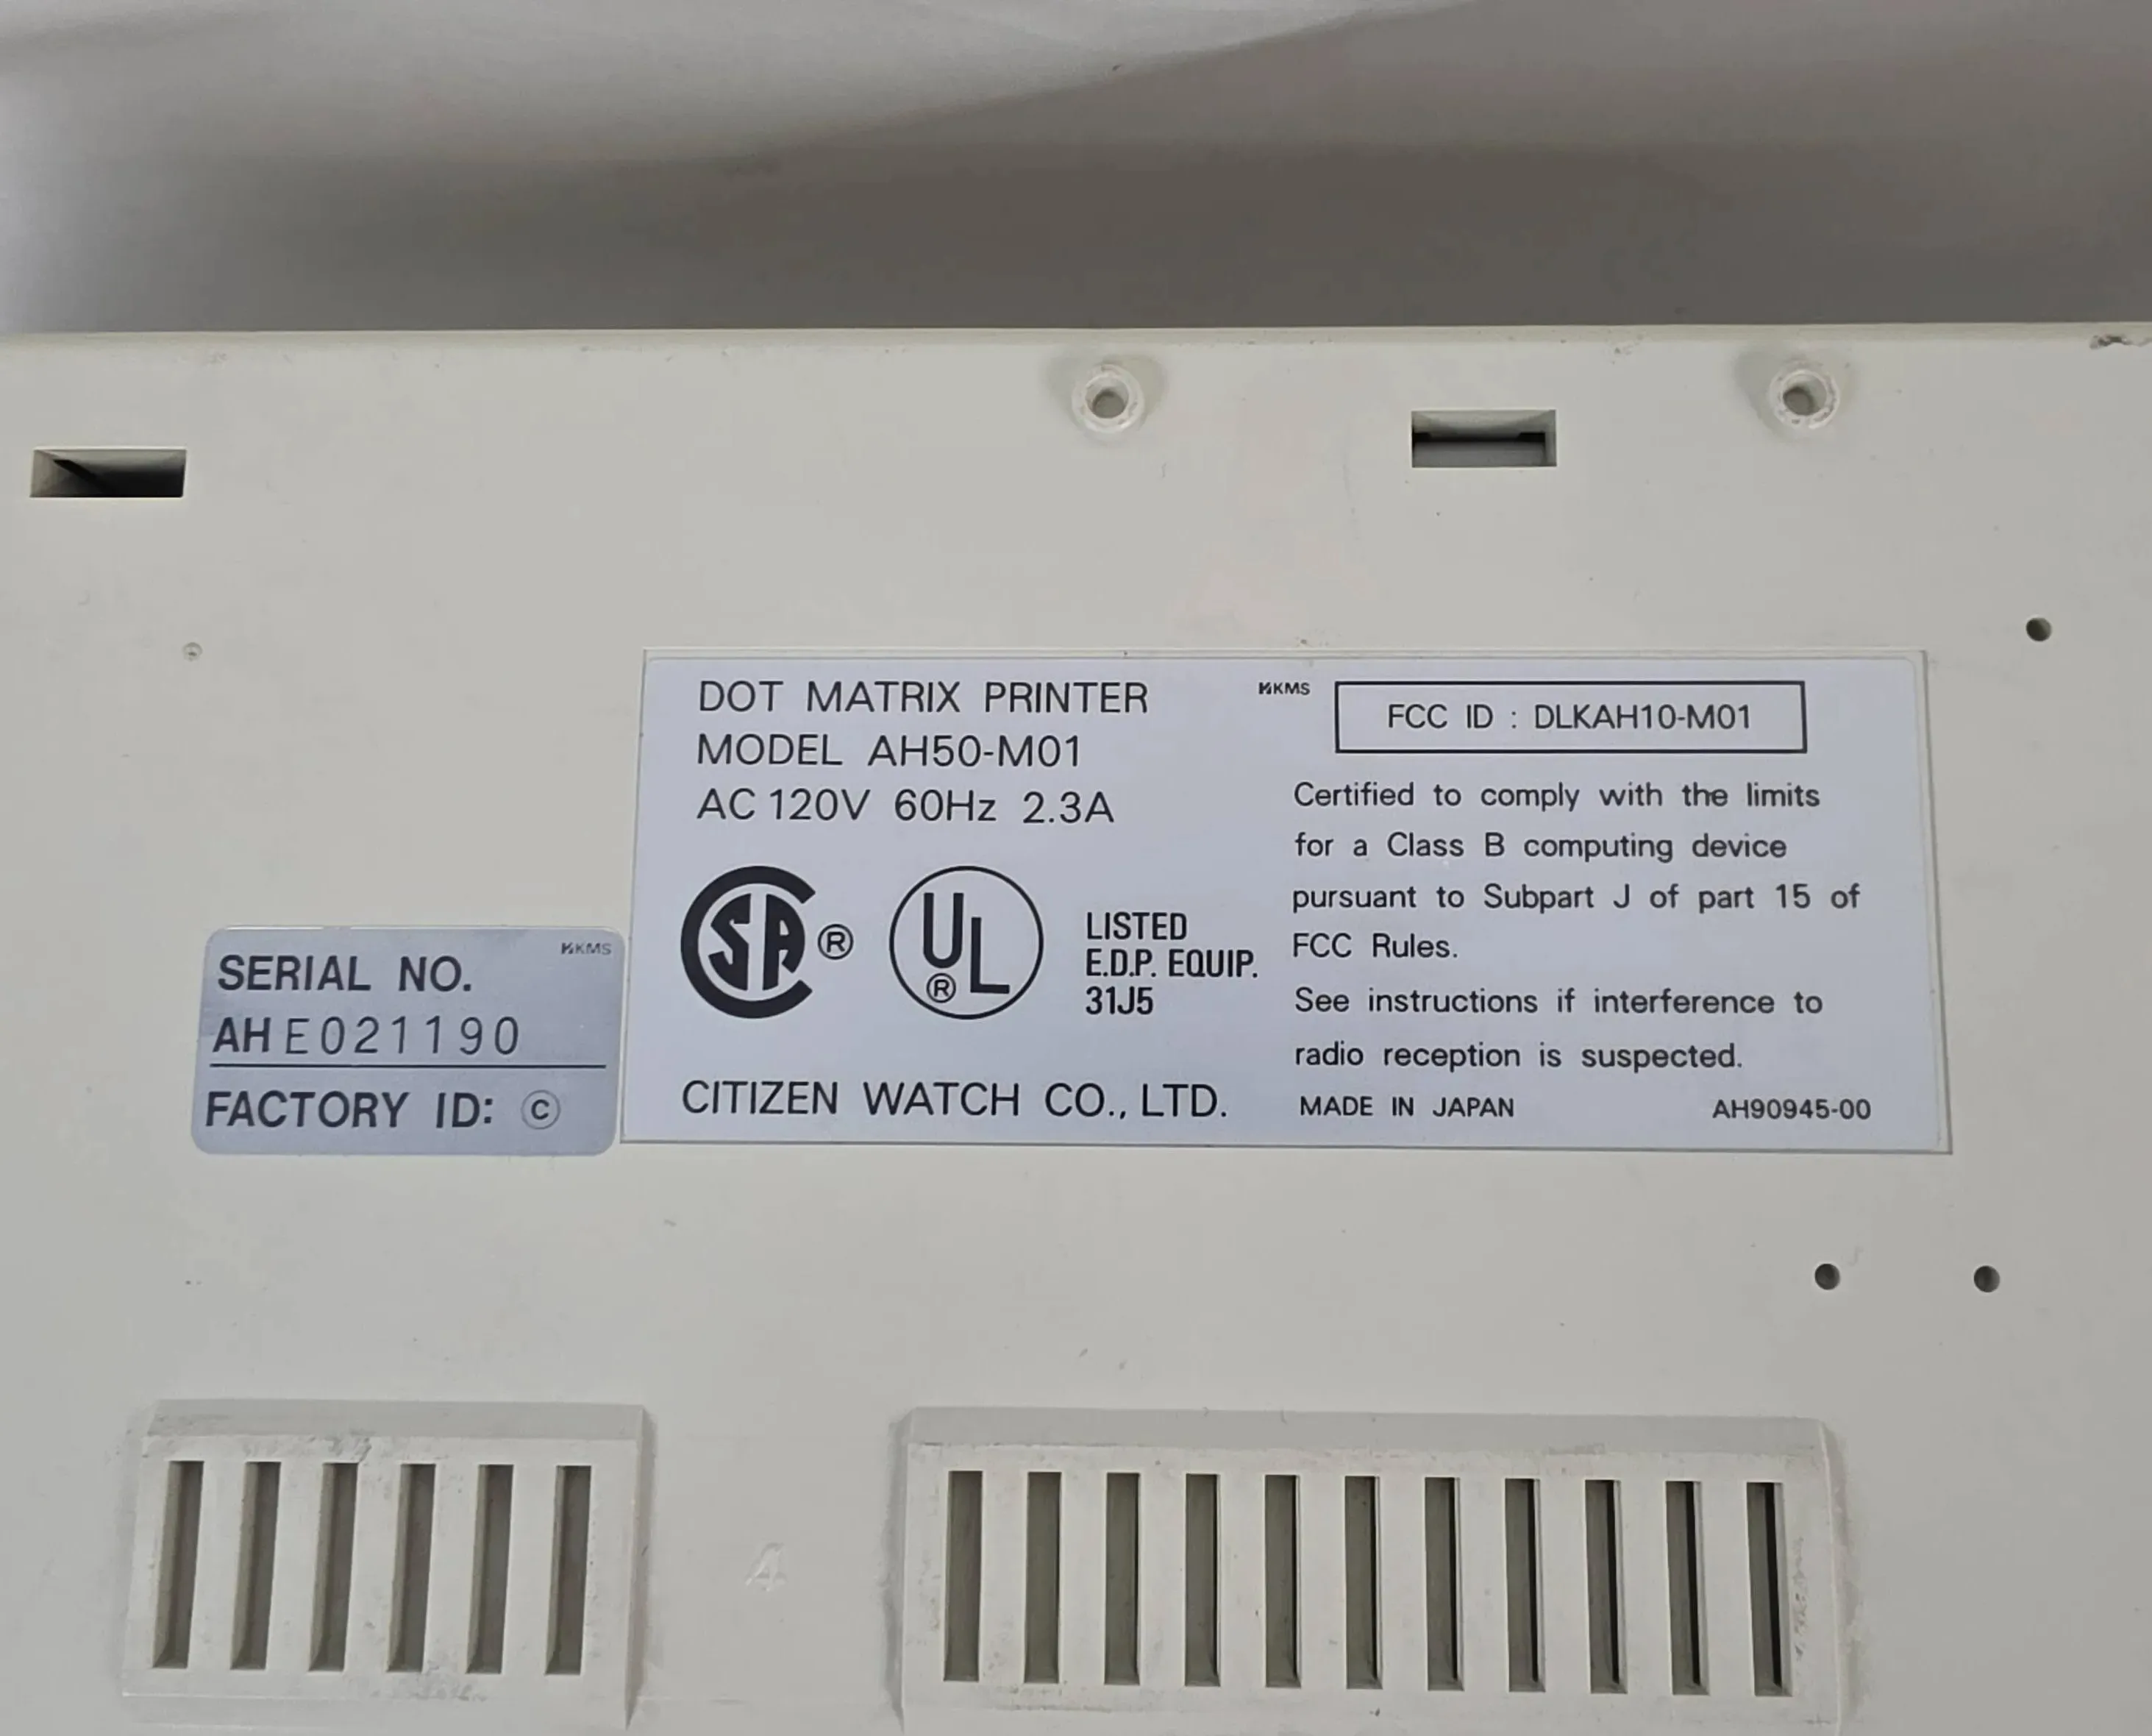 DOT MATRIX PRINTER
MODEL AH50-M01
AC 120V 60Hz 2.3A
SA ®
UL ®
LISTED
E.D.P. EQUIP.
31J5
CITIZEN WATCH CO., LTD.
KMS
FCC ID : DLKAH10-M01
Certified to comply with the limits
for a Class B computing device
pursuant to Subpart J of part 15 of
FCC Rules.
See instructions if interference to
radio reception is suspected.
MADE IN JAPAN
AH90945-00
KMS
SERIAL NO.
AHE021190
FACTORY ID: ©
4